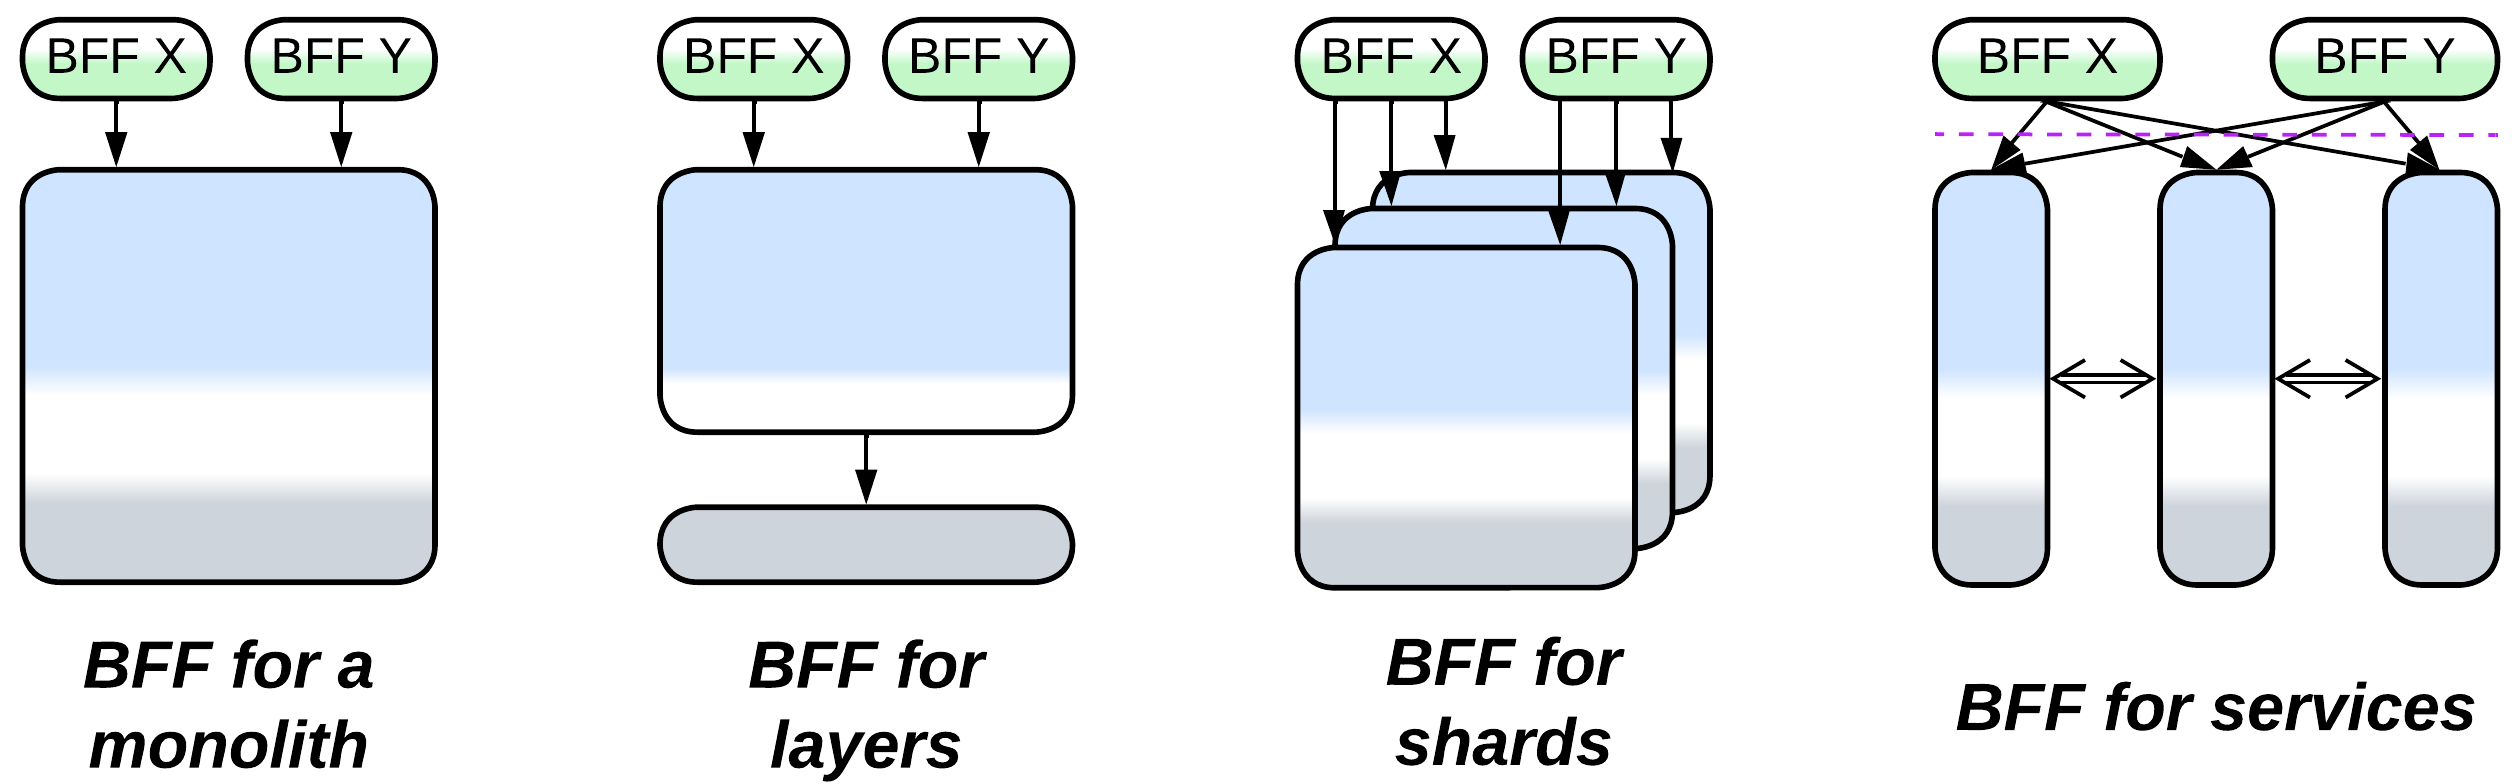 BFF X
BFF Y
BFF X
BFF Y
BFF X
BFF Y
BFF X
BFF Y
BFF for a
monolith
BFF for
layers
BFF for
shards
BFF for services